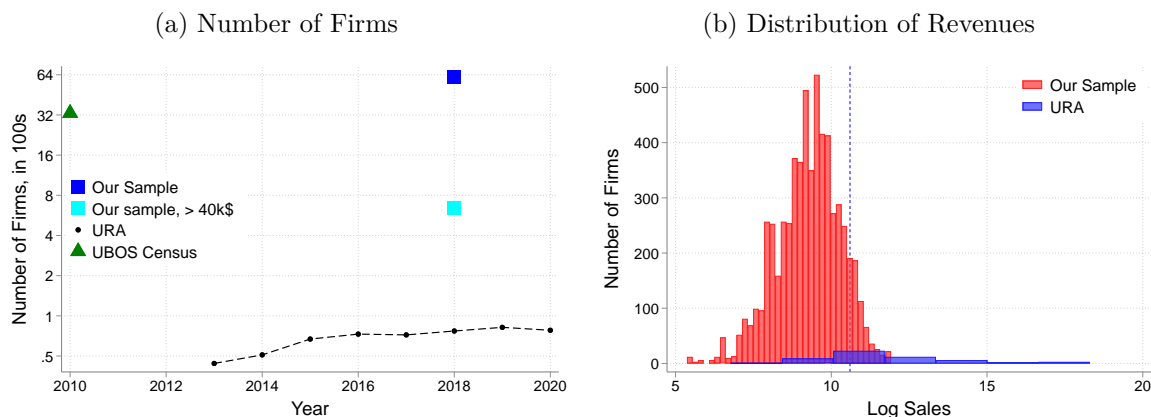 (a) Number of Firms
Number of Firms, in 100s
64
32
16
8
4
2
1
.5
Our Sample
Our sample, > 40k$
URA
UBOS Census
2010 2012 2014 2016 2018 2020
Year
(b) Distribution of Revenues
Number of Firms
500
400
300
200
100
0
Our Sample
URA
5 10 15 20
Log Sales